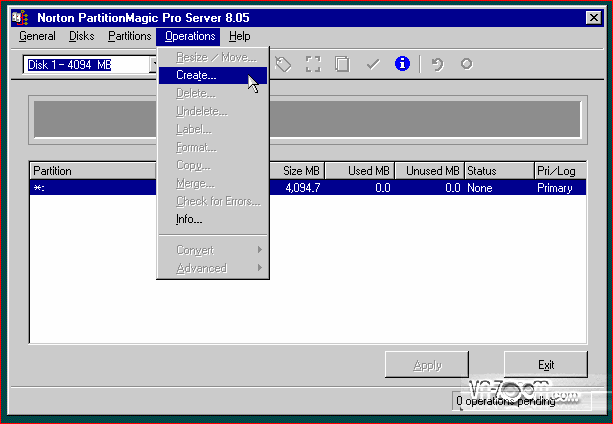 Norton PartitionMagic Pro Server 8.05
General Disks Partitions Operations Help
Disk 1 - 4094 MB
Resize / Move...
Create...
Delete...
Undelete...
Label...
Format...
Copy...
Merge...
Check for Errors...
Info...
Convert
Advanced
Partition Size MB Used MB Unused MB Status Pri/Log
*: 4,094.7 0.0 0.0 None Primary
Apply Exit
0 operations pending